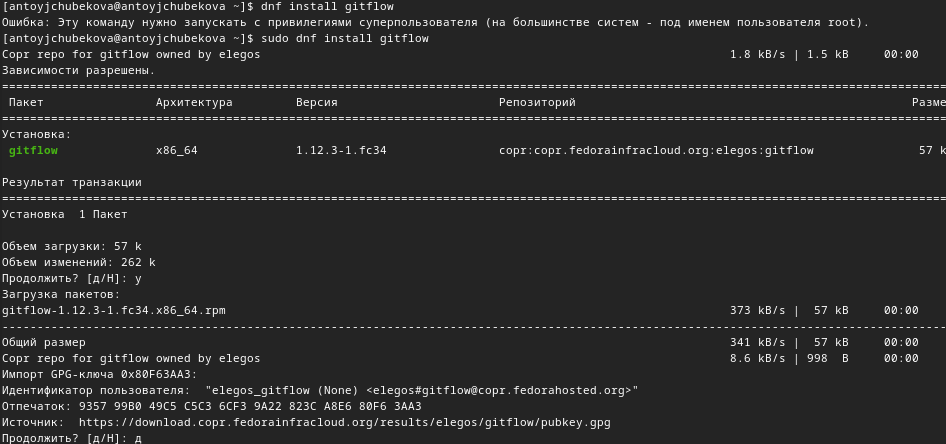 [antoyjchubekova@antoyjchubekova ~]$ dnf install gitflow
Ошибка: Эту команду нужно запускать с привилегиями суперпользователя (на большинстве систем - под именем пользователя root).
[antoyjchubekova@antoyjchubekova ~]$ sudo dnf install gitflow
Copr repo for gitflow owned by elegos 1.8 kB/s | 1.5 kB 00:00
Зависимости разрешены.
================================================================================
Пакет Архитектура Версия Репозиторий Разме
================================================================================
Установка:
gitflow x86_64 1.12.3-1.fc34 copr:copr.fedorainfracloud.org:elegos:gitflow 57 k

Результат транзакции
================================================================================
Установка 1 Пакет

Объем загрузки: 57 k
Объем изменений: 262 k
Продолжить? [д/Н]: y
Загрузка пакетов:
gitflow-1.12.3-1.fc34.x86_64.rpm 373 kB/s | 57 kB 00:00
--------------------------------------------------------------------------------
Общий размер 341 kB/s | 57 kB 00:00
Copr repo for gitflow owned by elegos 8.6 kB/s | 998 B 00:00
Импорт GPG-ключа 0x80F63AA3:
Идентификатор пользователя: "elegos_gitflow (None) <elegos#gitflow@copr.fedorahosted.org>"
Отпечаток: 9357 99B0 49C5 C5C3 6CF3 9A22 823C A8E6 80F6 3AA3
Источник: https://download.copr.fedorainfracloud.org/results/elegos/gitflow/pubkey.gpg
Продолжить? [д/Н]: д